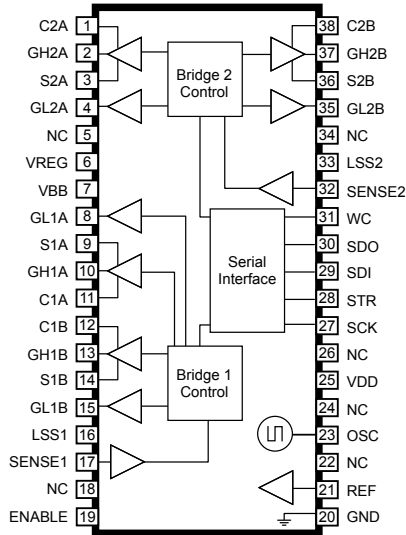 C2A 1
GH2A 2
S2A 3
GL2A 4
NC 5
VREG 6
VBB 7
GL1A 8
S1A 9
GH1A 10
C1A 11
C1B 12
GH1B 13
S1B 14
GL1B 15
LSS1 16
SENSE1 17
NC 18
ENABLE 19
Bridge 2
Control
Serial
Interface
Bridge 1
Control
38 C2B
37 GH2B
36 S2B
35 GL2B
34 NC
33 LSS2
32 SENSE2
31 WC
30 SDO
29 SDI
28 STR
27 SCK
26 NC
25 VDD
24 NC
23 OSC
22 NC
21 REF
20 GND